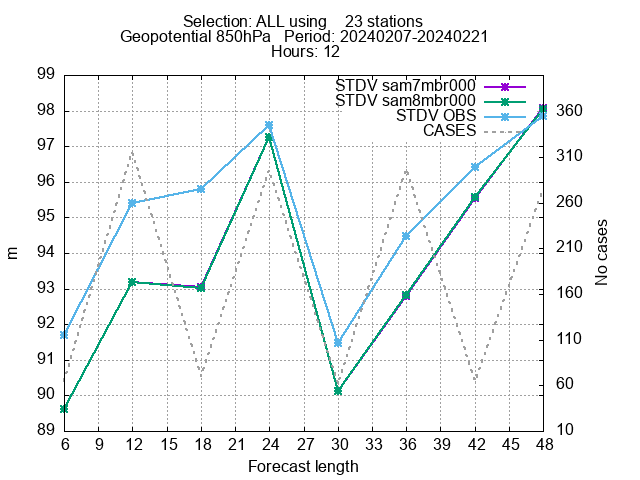 Selection: ALL using    23 stations
Geopotential 850hPa   Period: 20240207-20240221
Hours: 12
STDV sam7mbr000
STDV sam8mbr000
STDV OBS
CASES
99
98
97
96
95
94
93
92
91
90
89
m
360
310
260
210
160
110
60
10
No cases
6 9 12 15 18 21 24 27 30 33 36 39 42 45 48
Forecast length